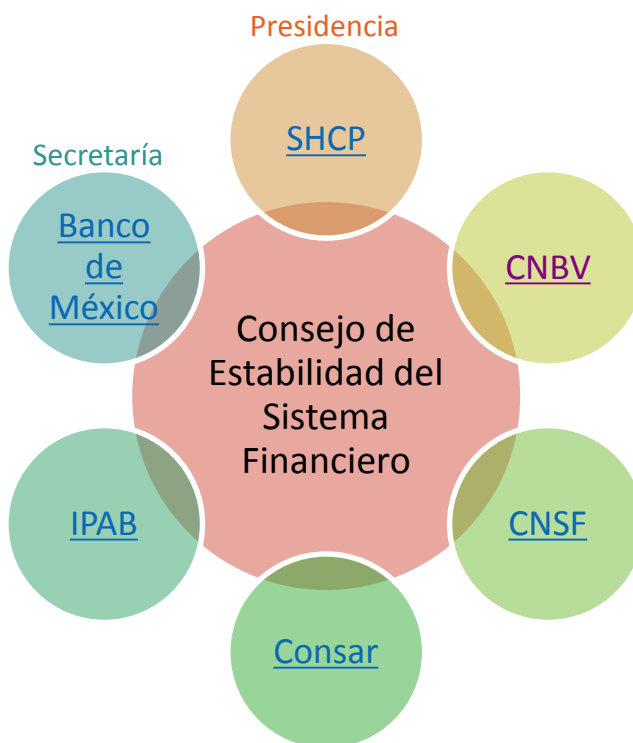 Presidencia
SHCP
Secretaría
Banco
de
México
CNBV
Consejo de
Estabilidad del
Sistema
Financiero
IPAB
CNSF
Consar